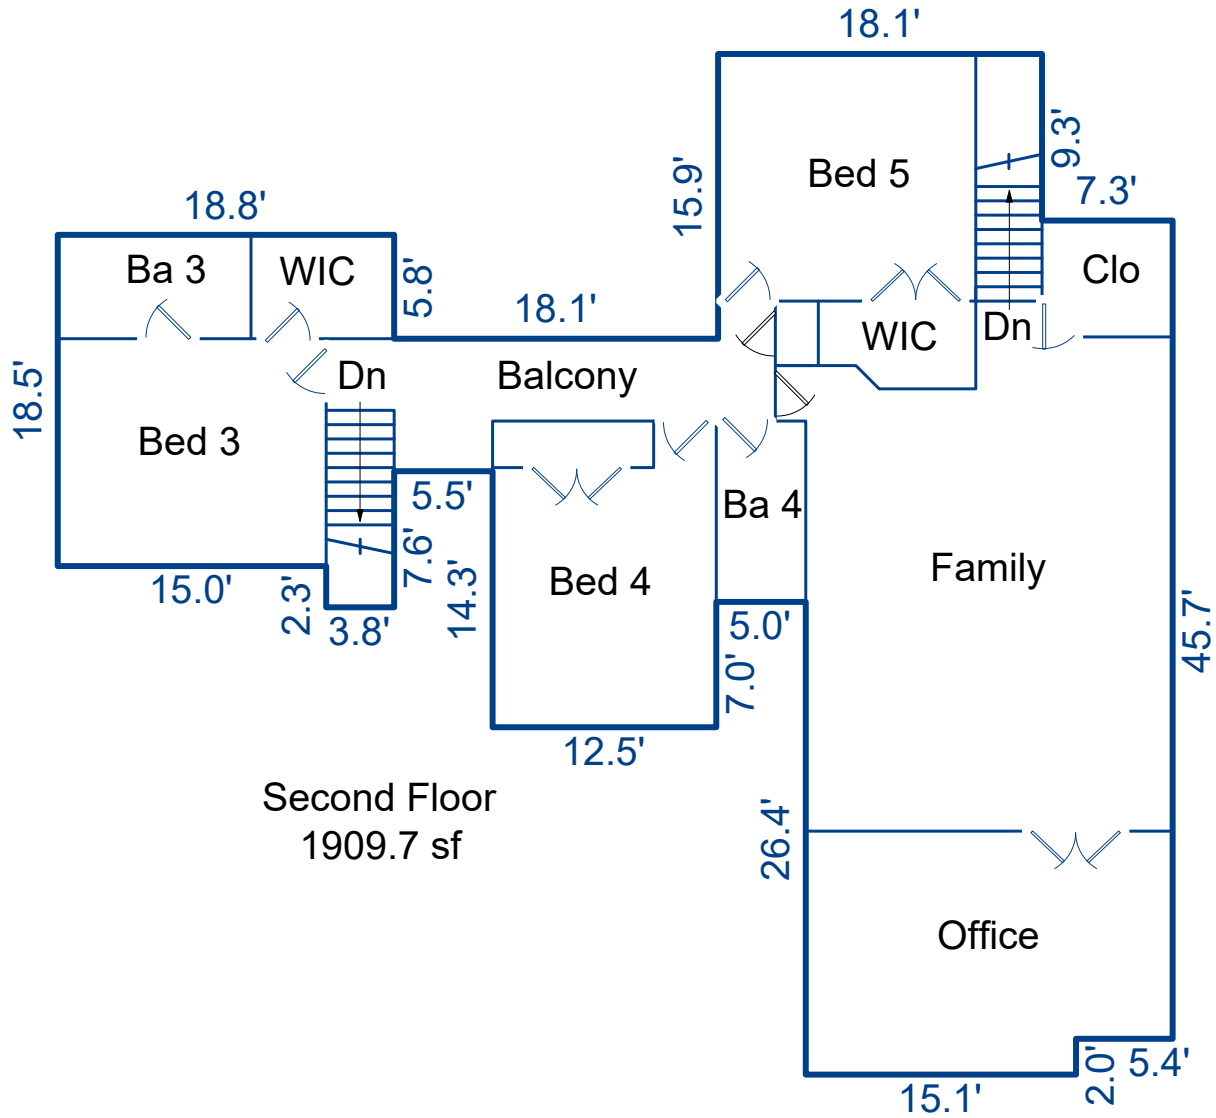 18.1'
9.3'
Bed 5
15.9'
7.3'
18.8'
Ba 3
WIC
5.8'
Clo
18.1'
WIC
Dn
18.5'
Dn
Balcony
Bed 3
5.5'
Ba 4
7.6'
Family
15.0'
2.3'
3.8'
14.3'
Bed 4
5.0'
45.7'
7.0'
12.5'
Second Floor
1909.7 sf
26.4'
Office
2.0'
5.4'
15.1'